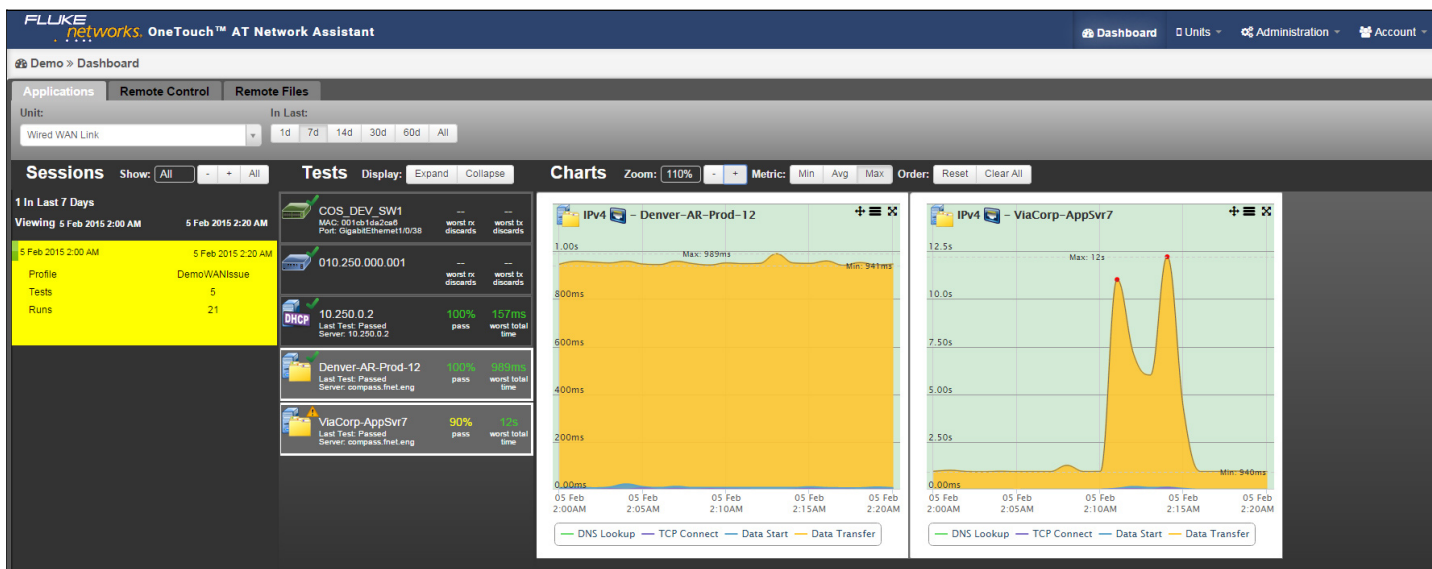 FLUKE
networks. OneTouch™ AT Network Assistant
Dashboard
Units
Administration
Account
Demo » Dashboard
Applications
Remote Control
Remote Files
Unit:
In Last:
Wired WAN Link
1d 7d 14d 30d 60d All
Sessions Show: All - + All
Tests Display: Expand Collapse
Charts Zoom: 110% - + Metric: Min Avg Max Order: Reset Clear All
1 In Last 7 Days
Viewing 5 Feb 2015 2:00 AM 5 Feb 2015 2:20 AM
5 Feb 2015 2:00 AM 5 Feb 2015 2:20 AM
Profile DemoWANIssue
Tests 5
Runs 21
COS_DEV_SW1 -- --
MAC: 001eb1da2ca6 worst rx worst tx
Port: GigabitEthernet1/0/38 discards discards
010.250.000.001 -- --
worst rx worst tx
discards discards
DHCP
10.250.0.2 100% 157ms
Last Test: Passed pass worst total
Server: 10.250.0.2 time
Denver-AR-Prod-12 100% 989ms
Last Test: Passed pass worst total
Server: compass.fnet.eng time
ViaCorp-AppSvr7 90% 12s
Last Test: Passed pass worst total
Server: compass.fnet.eng time
IPv4 - Denver-AR-Prod-12
1.00s
Max: 989ms
Min: 941ms
800ms
600ms
400ms
200ms
0.00ms
05 Feb 05 Feb 05 Feb 05 Feb 05 Feb
2:00AM 2:05AM 2:10AM 2:15AM 2:20AM
DNS Lookup TCP Connect Data Start Data Transfer
IPv4 - ViaCorp-AppSvr7
12.5s
Max: 12s
10.0s
7.50s
5.00s
2.50s
Min: 940ms
0.00ms
05 Feb 05 Feb 05 Feb 05 Feb 05 Feb
2:00AM 2:05AM 2:10AM 2:15AM 2:20AM
DNS Lookup TCP Connect Data Start Data Transfer